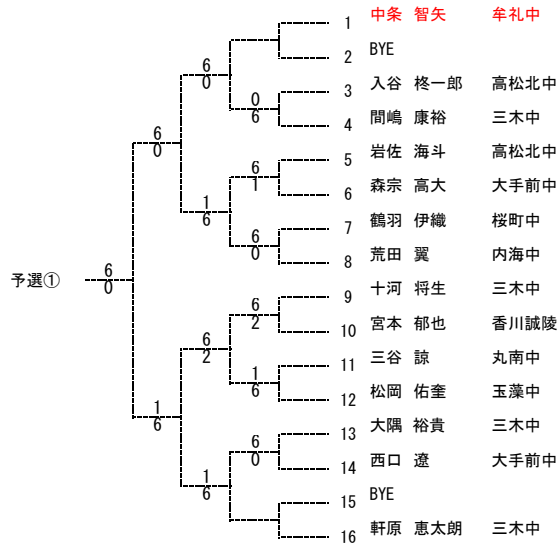 1 中条 智矢 牟礼中
2 BYE
6
0
3 入谷 柊一郎 高松北中
0
6
4 間嶋 康裕 三木中
6
0
5 岩佐 海斗 高松北中
6
1
6 森宗 高大 大手前中
1
6
7 鶴羽 伊織 桜町中
6
0
8 荒田 翼 内海中
予選① 6
0
9 十河 将生 三木中
6
2
10 宮本 郁也 香川誠陵
6
2
11 三谷 諒 丸南中
1
6
12 松岡 佑奎 玉藻中
1
6
13 大隅 裕貴 三木中
6
0
14 西口 遼 大手前中
1
6
15 BYE
16 軒原 恵太朗 三木中